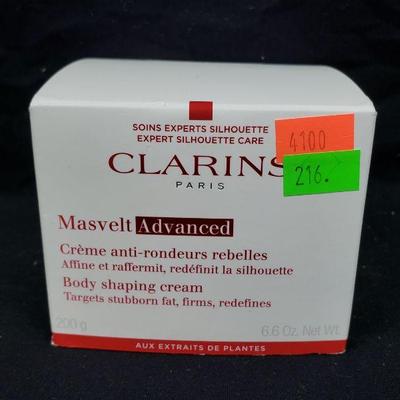 SOINS EXPERTS SILHOUETTE
EXPERT SILHOUETTE CARE
4100
CLARINS
216.
PARIS
Masvelt Advanced
Crème anti-rondeurs rebelles
Affine et raffermit, redéfinit la silhouette
Body shaping cream
Targets stubborn fat, firms, redefines
200 g 6.6 Oz. Net Wt.
AUX EXTRAITS DE PLANTES